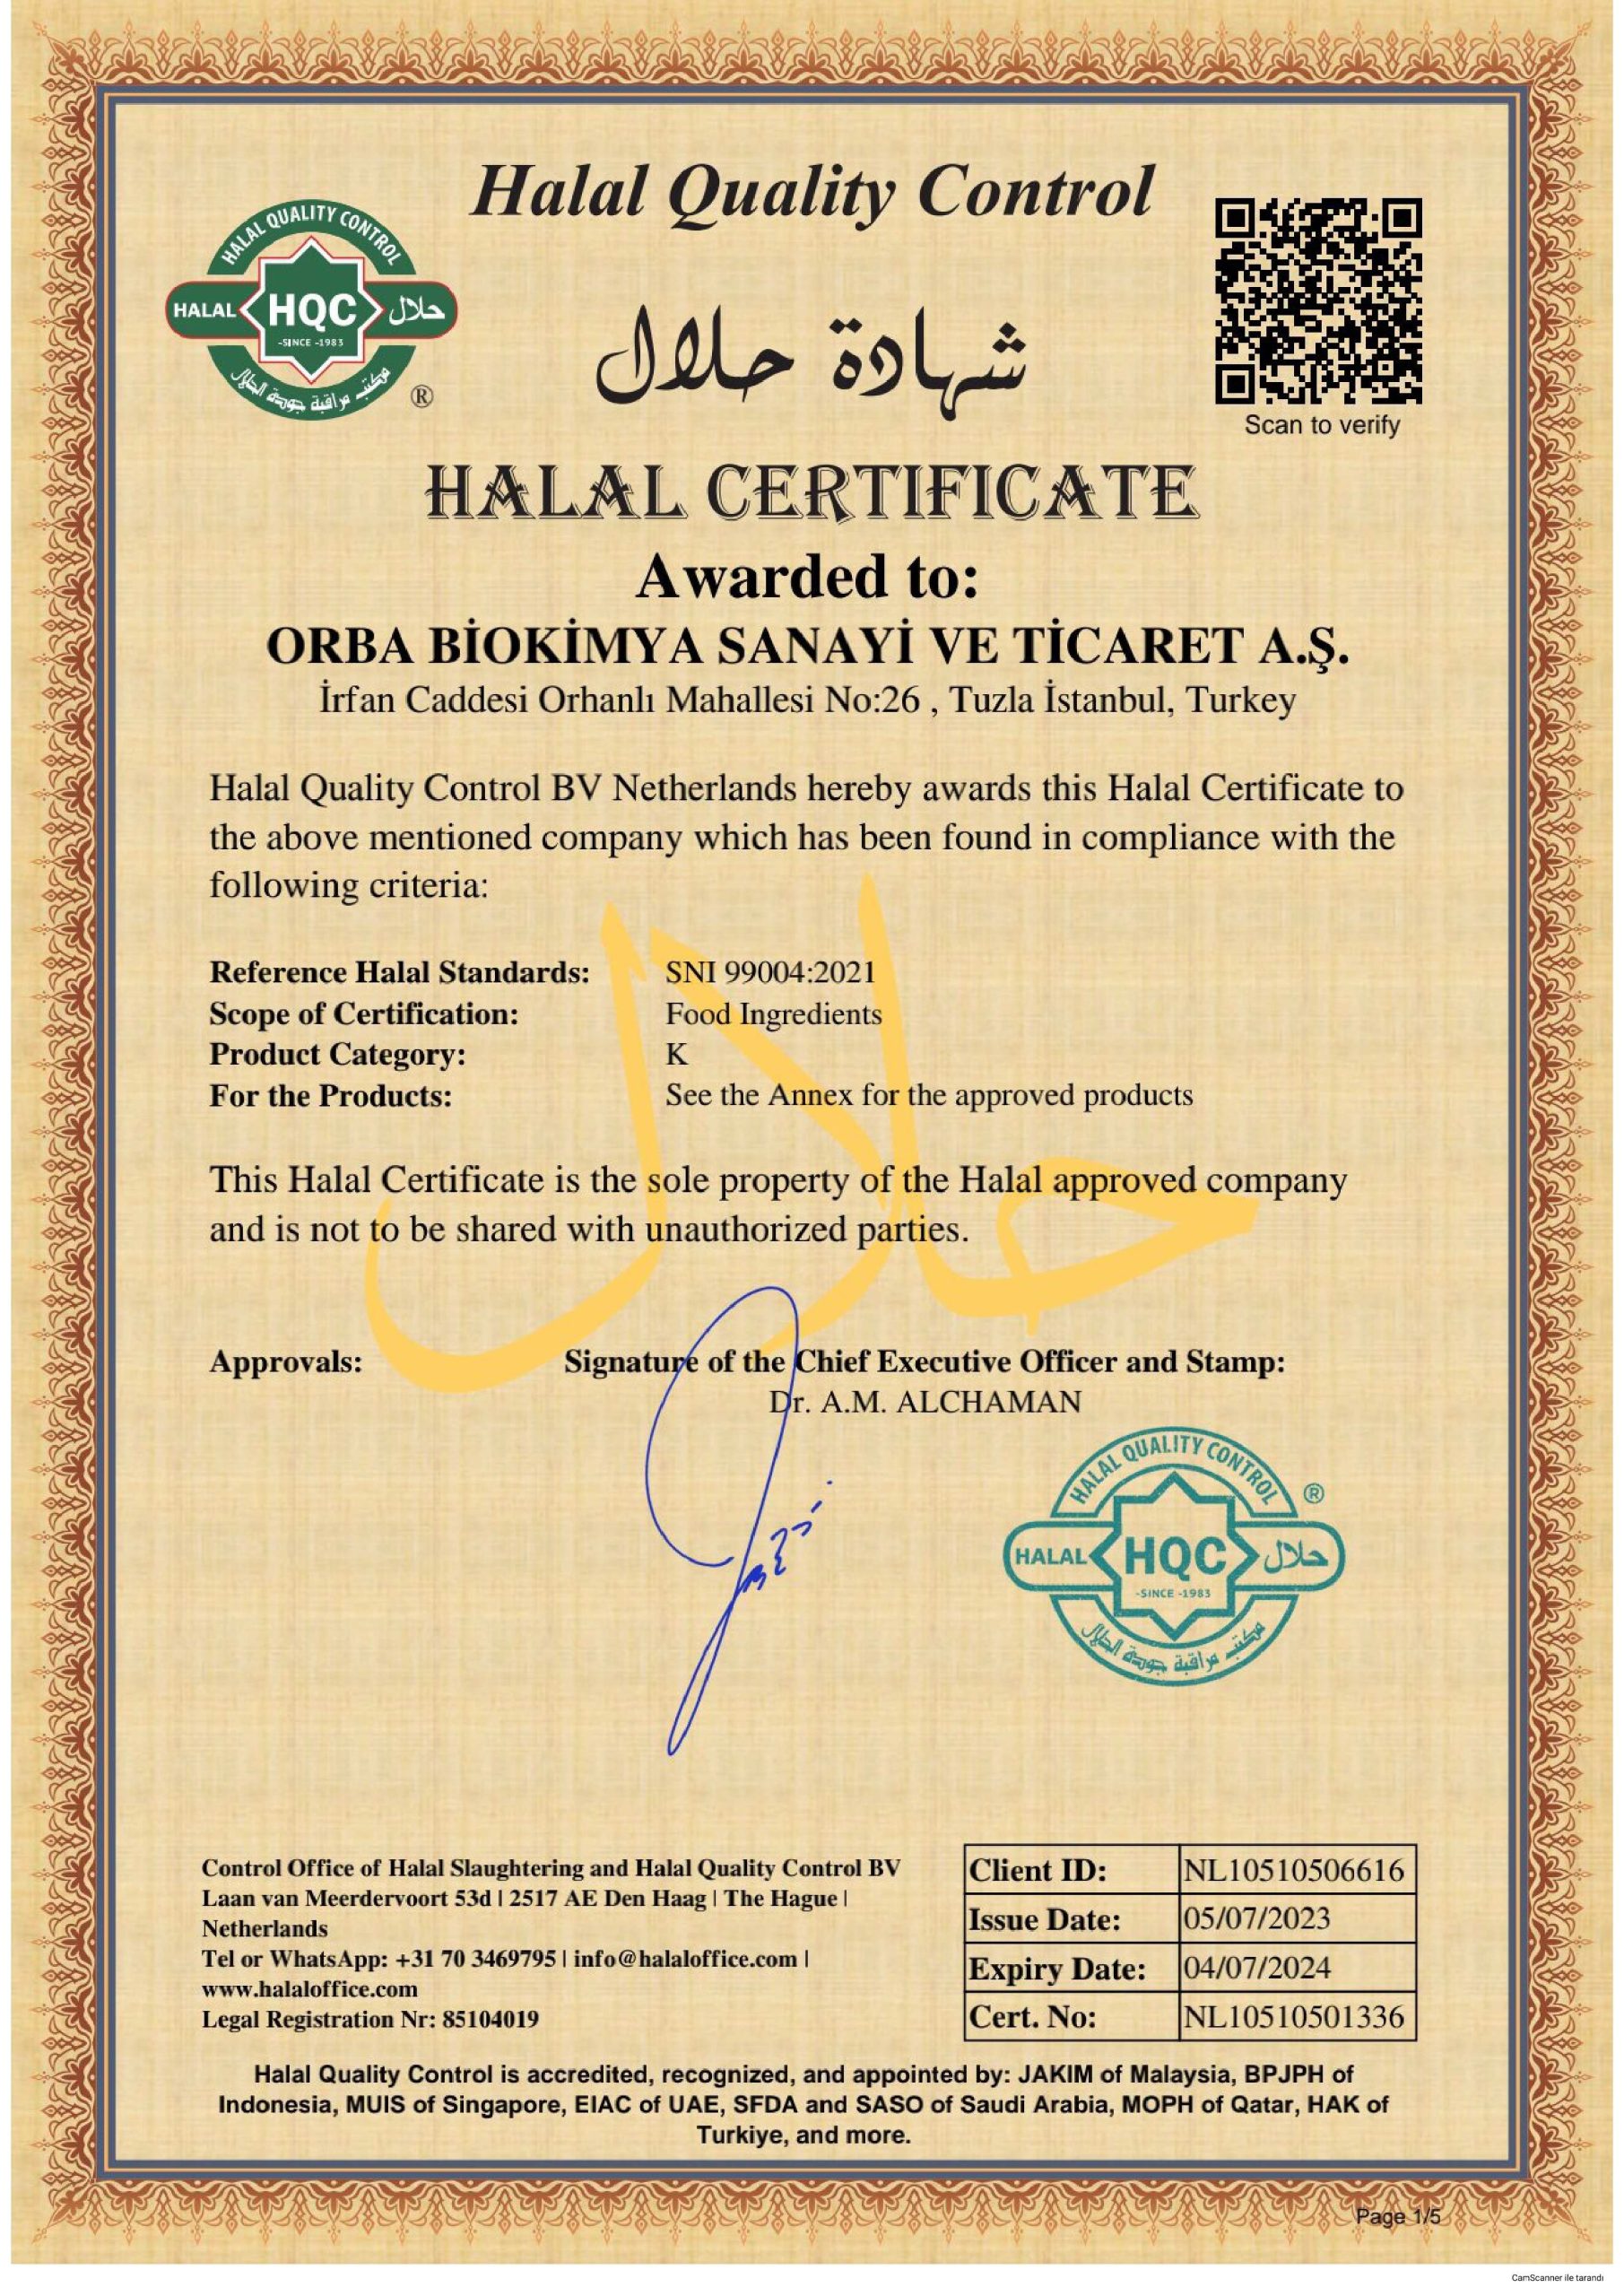 Halal Quality Control
HALAL QUALITY CONTROL
HALAL HQC حلال
-SINCE -1983
مكتب مراقبة جودة الحلال
®
Scan to verify
شهادة حلال
HALAL CERTIFICATE
Awarded to:
ORBA BİOKİMYA SANAYİ VE TİCARET A.Ş.
İrfan Caddesi Orhanlı Mahallesi No:26 , Tuzla İstanbul, Turkey
Halal Quality Control BV Netherlands hereby awards this Halal Certificate to
the above mentioned company which has been found in compliance with the
following criteria:
Reference Halal Standards: SNI 99004:2021
Scope of Certification: Food Ingredients
Product Category: K
For the Products: See the Annex for the approved products
حلال
This Halal Certificate is the sole property of the Halal approved company
and is not to be shared with unauthorized parties.
Approvals: Signature of the Chief Executive Officer and Stamp:
Dr. A.M. ALCHAMAN
HALAL QUALITY CONTROL
®
HALAL HQC حلال
-SINCE -1983
مكتب مراقبة جودة الحلال
Control Office of Halal Slaughtering and Halal Quality Control BV
Laan van Meerdervoort 53d | 2517 AE Den Haag | The Hague |
Netherlands
Tel or WhatsApp: +31 70 3469795 | info@halaloffice.com |
www.halaloffice.com
Legal Registration Nr: 85104019
Client ID: NL10510506616
Issue Date: 05/07/2023
Expiry Date: 04/07/2024
Cert. No: NL10510501336
Halal Quality Control is accredited, recognized, and appointed by: JAKIM of Malaysia, BPJPH of
Indonesia, MUIS of Singapore, EIAC of UAE, SFDA and SASO of Saudi Arabia, MOPH of Qatar, HAK of
Turkiye, and more.
Page 1/5
CamScanner ile tarandı